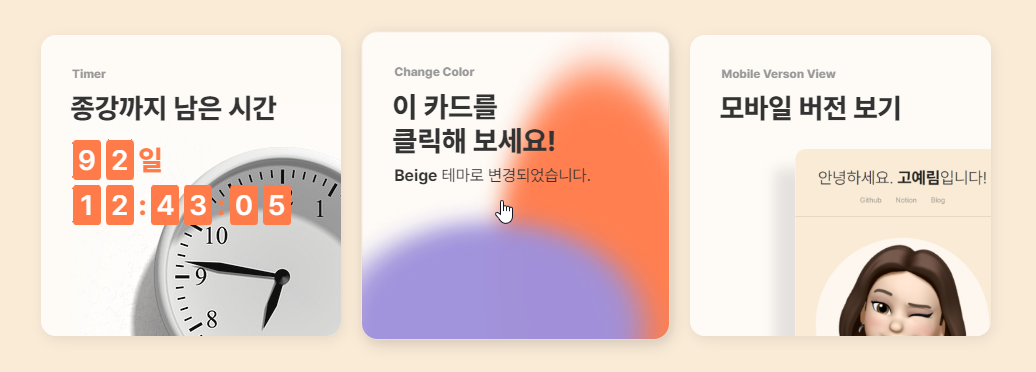 Timer
종강까지 남은 시간
92일
12:43:05
1
10
9
8
Change Color
이 카드를
클릭해 보세요!
Beige 테마로 변경되었습니다.
Mobile Verson View
모바일 버전 보기
안녕하세요. 고예림입니다!
Github Notion Blog